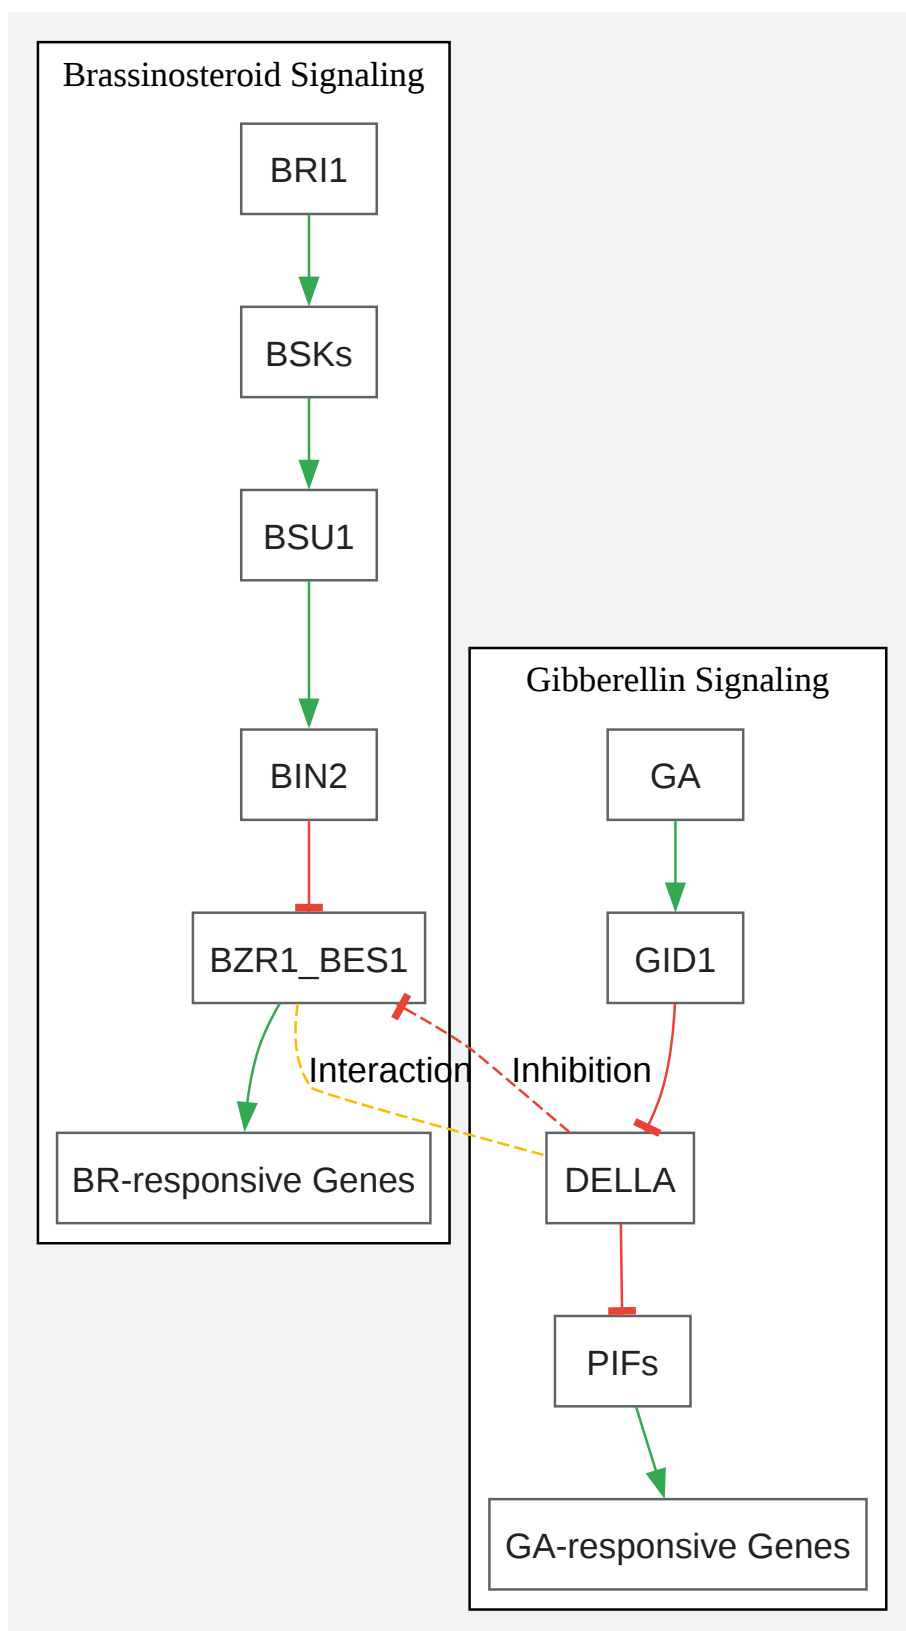 Brassinosteroid Signaling
BRI1
BSKs
BSU1
BIN2
BZR1_BES1
BR-responsive Genes
Interaction
Inhibition
Gibberellin Signaling
GA
GID1
DELLA
PIFs
GA-responsive Genes